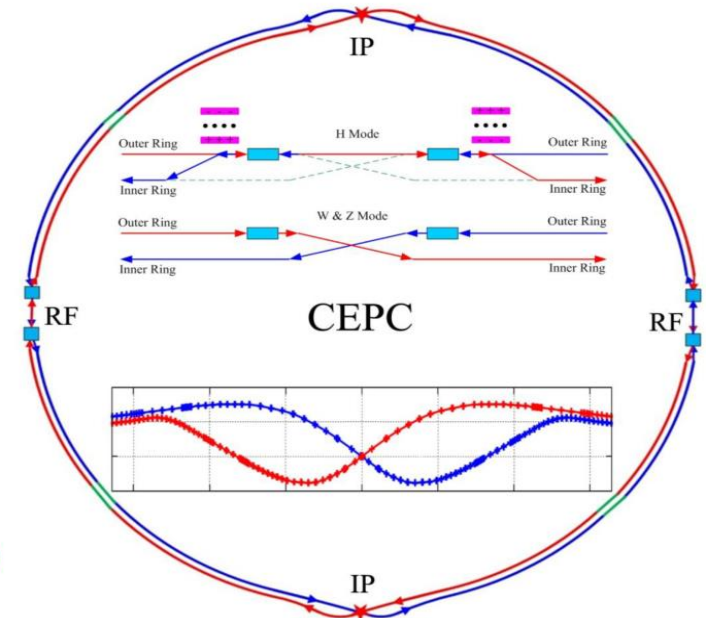 IP
H Mode
Outer Ring
Outer Ring
Inner Ring
Inner Ring
W & Z Mode
Outer Ring
Outer Ring
Inner Ring
Inner Ring
RF
CEPC
RF
IP